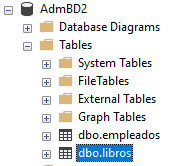 AdmBD2
Database Diagrams
Tables
System Tables
FileTables
External Tables
Graph Tables
dbo.empleados
dbo.libros